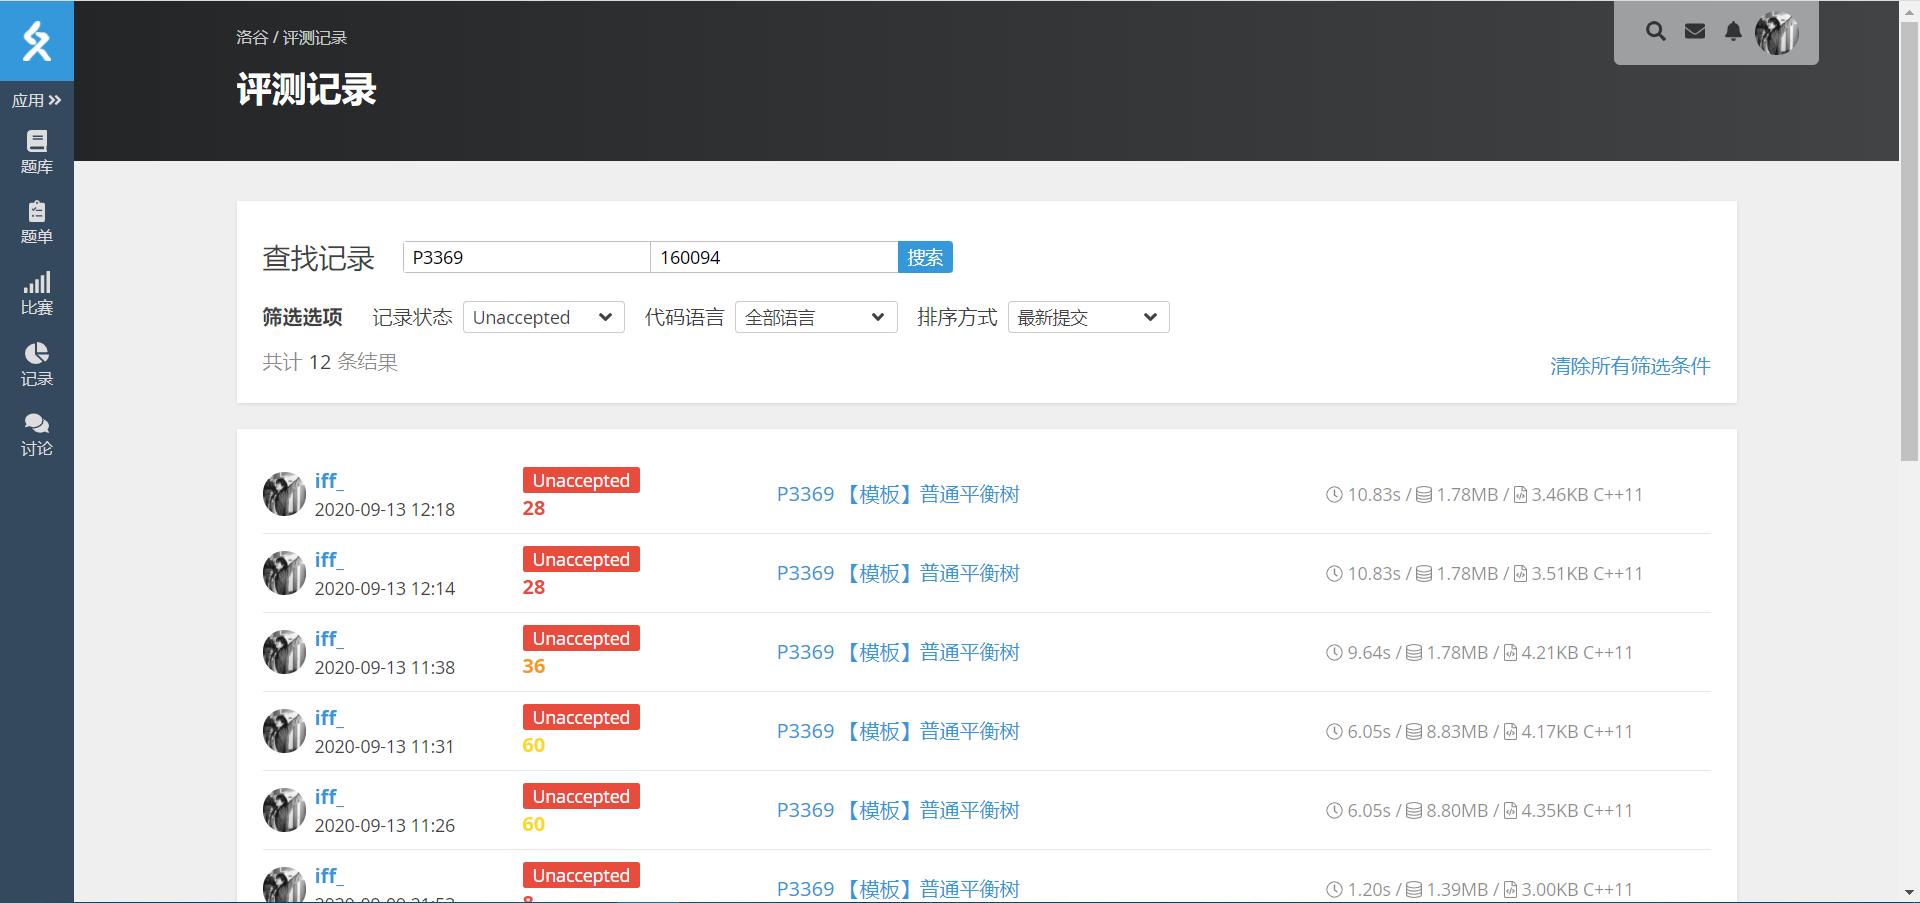 洛谷 / 评测记录
评测记录
应用
题库
题单
比赛
记录
讨论
查找记录 P3369 160094 搜索
筛选选项 记录状态 Unaccepted 代码语言 全部语言 排序方式 最新提交
共计 12 条结果
清除所有筛选条件
iff_ Unaccepted
2020-09-13 12:18 28 P3369 【模板】普通平衡树 10.83s / 1.78MB / 3.46KB C++11
iff_ Unaccepted
2020-09-13 12:14 28 P3369 【模板】普通平衡树 10.83s / 1.78MB / 3.51KB C++11
iff_ Unaccepted
2020-09-13 11:38 36 P3369 【模板】普通平衡树 9.64s / 1.78MB / 4.21KB C++11
iff_ Unaccepted
2020-09-13 11:31 60 P3369 【模板】普通平衡树 6.05s / 8.83MB / 4.17KB C++11
iff_ Unaccepted
2020-09-13 11:26 60 P3369 【模板】普通平衡树 6.05s / 8.80MB / 4.35KB C++11
iff_ Unaccepted
P3369 【模板】普通平衡树 1.20s / 1.39MB / 3.00KB C++11